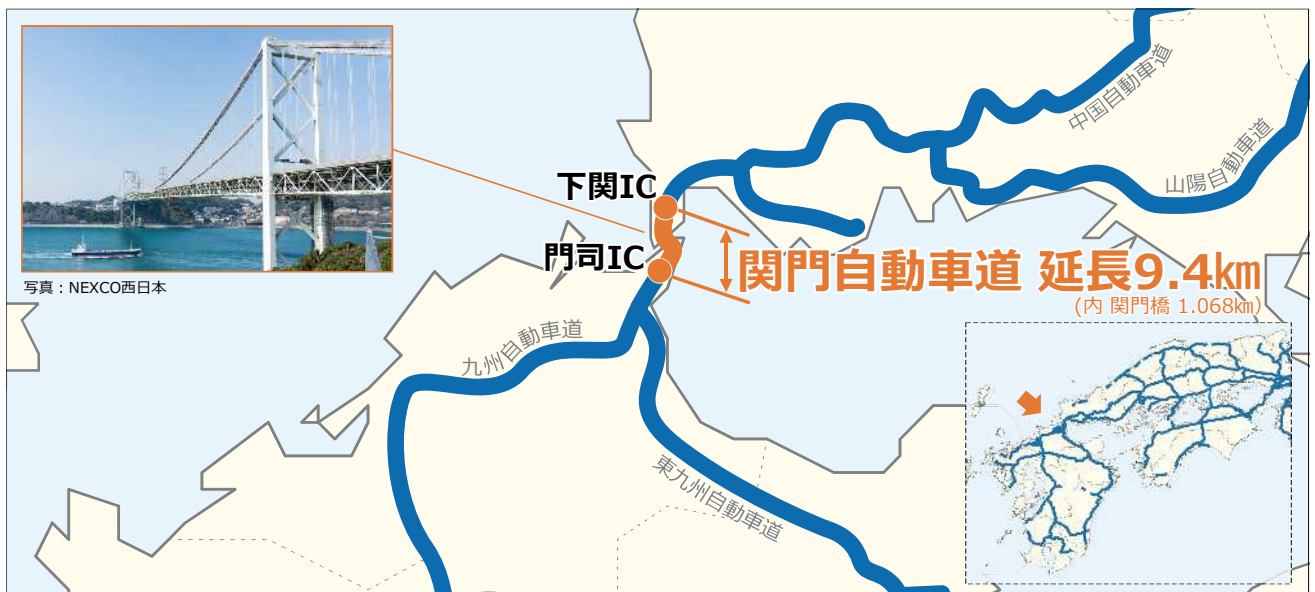 写真：NEXCO西日本
下関IC
門司IC
関門自動車道 延長9.4㎞
(内 関門橋 1.068㎞)
中国自動車道
山陽自動車道
九州自動車道
東九州自動車道